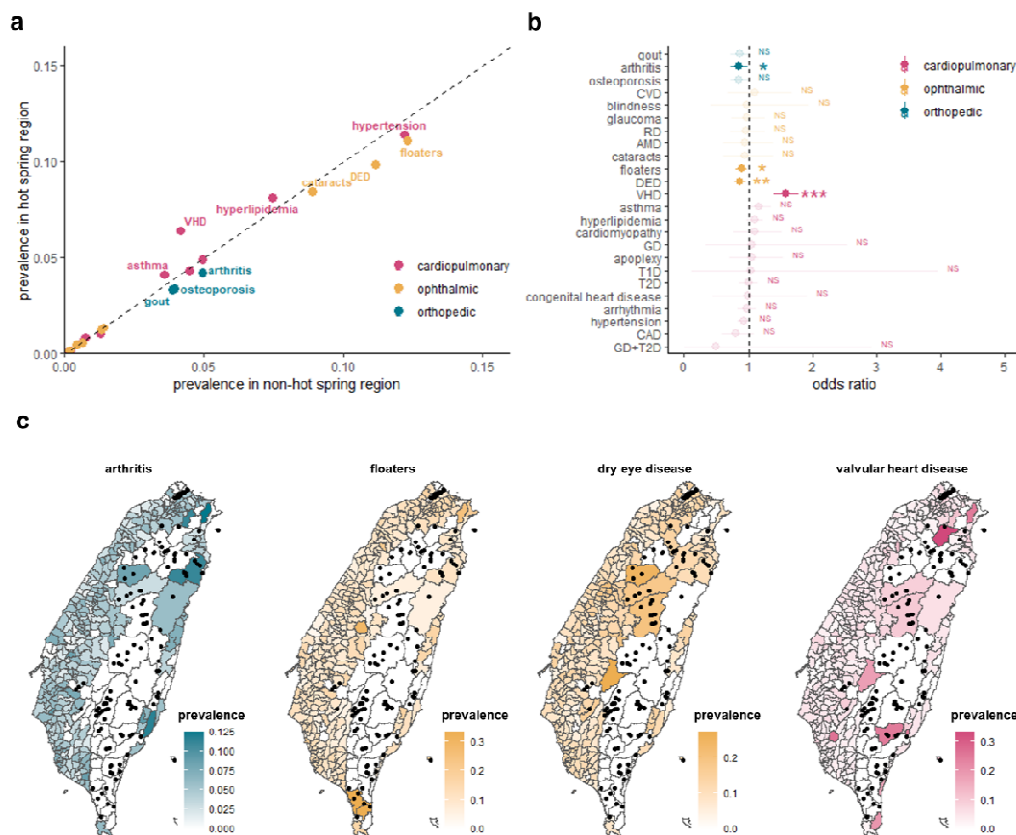 a
prevalence in hot spring region
0.15
0.10
0.05
0.00
0.00
0.05
0.10
0.15
prevalence in non-hot spring region
hypertension
floaters
DED
cataracts
hyperlipidemia
VHD
asthma
arthritis
osteoporosis
gout
cardiopulmonary
ophthalmic
orthopedic
b
gout NS
arthritis *
osteoporosis NS
CVD NS
blindness NS
glaucoma NS
RD NS
AMD NS
cataracts NS
floaters *
DED **
VHD ***
asthma NS
hyperlipidemia NS
cardiomyopathy NS
GD NS
apoplexy NS
T1D NS
T2D NS
congenital heart disease NS
arrhythmia NS
hypertension NS
CAD NS
GD+T2D NS
0 1 2 3 4 5
odds ratio
cardiopulmonary
ophthalmic
orthopedic
c
arthritis
prevalence
0.125
0.100
0.075
0.050
0.025
0.000
floaters
prevalence
0.3
0.2
0.1
0.0
dry eye disease
prevalence
0.2
0.1
0.0
valvular heart disease
prevalence
0.3
0.2
0.1
0.0